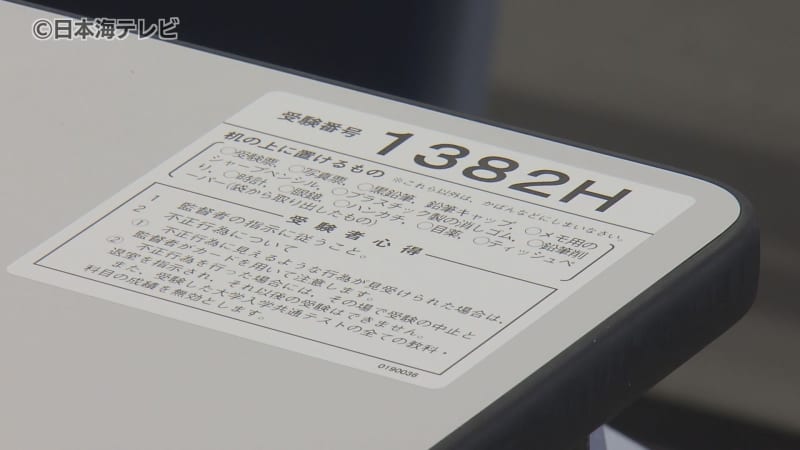 ©日本海テレビ
受験番号 1382H
机の上に置けるもの ※これら以外は、かばんなどにしまいなさい。
○受験票、○写真票、○黒鉛筆、鉛筆キャップ、○メモ用の
シャープペンシル、○プラスチック製の消しゴム、○鉛筆削
り、○時計、○眼鏡、○ハンカチ、○目薬、○ティッシュペ
ーパー(袋から取り出したもの)
受験者心得
1 監督者の指示に従うこと。
2 不正行為について
① 不正行為に見えるような行為が見受けられた場合は、
監督者がカードを用いて注意します。
② 不正行為を行った場合には、その場で受験の中止と
退室を指示され、それ以後の受験はできません。
また、受験した大学入学共通テストの全ての教科・
科目の成績を無効とします。
0190038